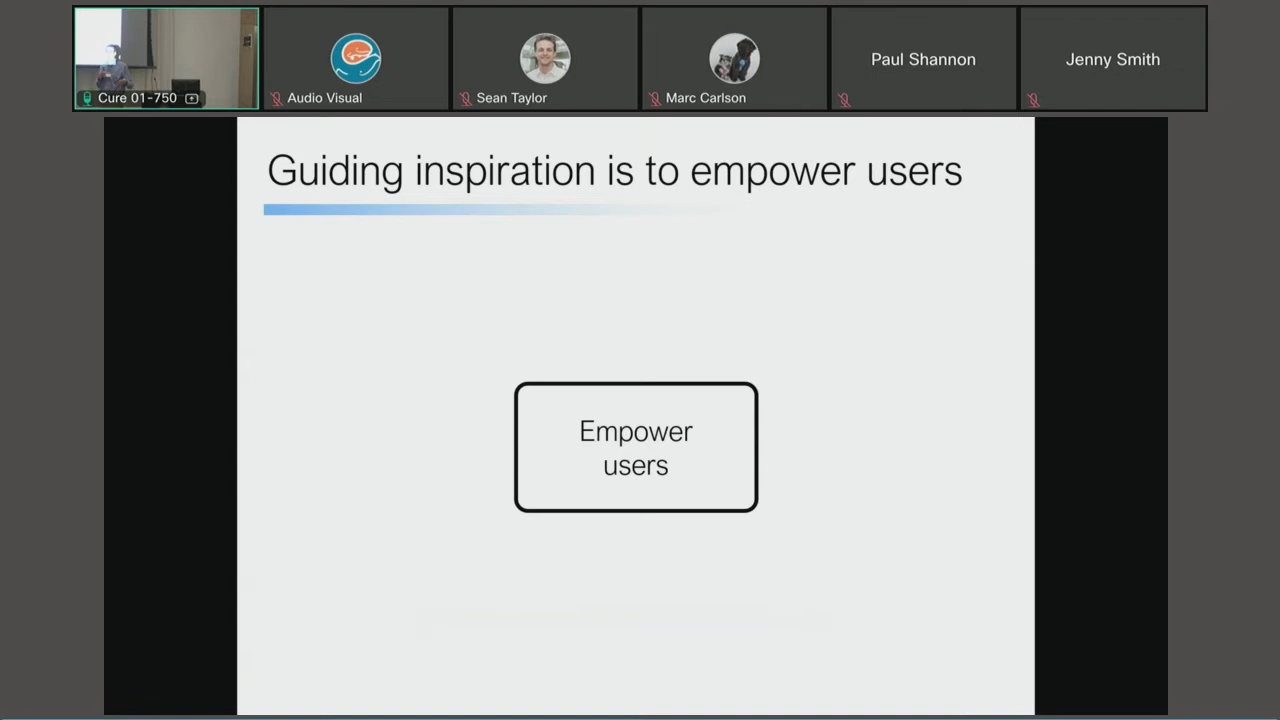 Cure 01-750
Audio Visual
Sean Taylor
Marc Carlson
Paul Shannon
Jenny Smith
Guiding inspiration is to empower users
Empower
users